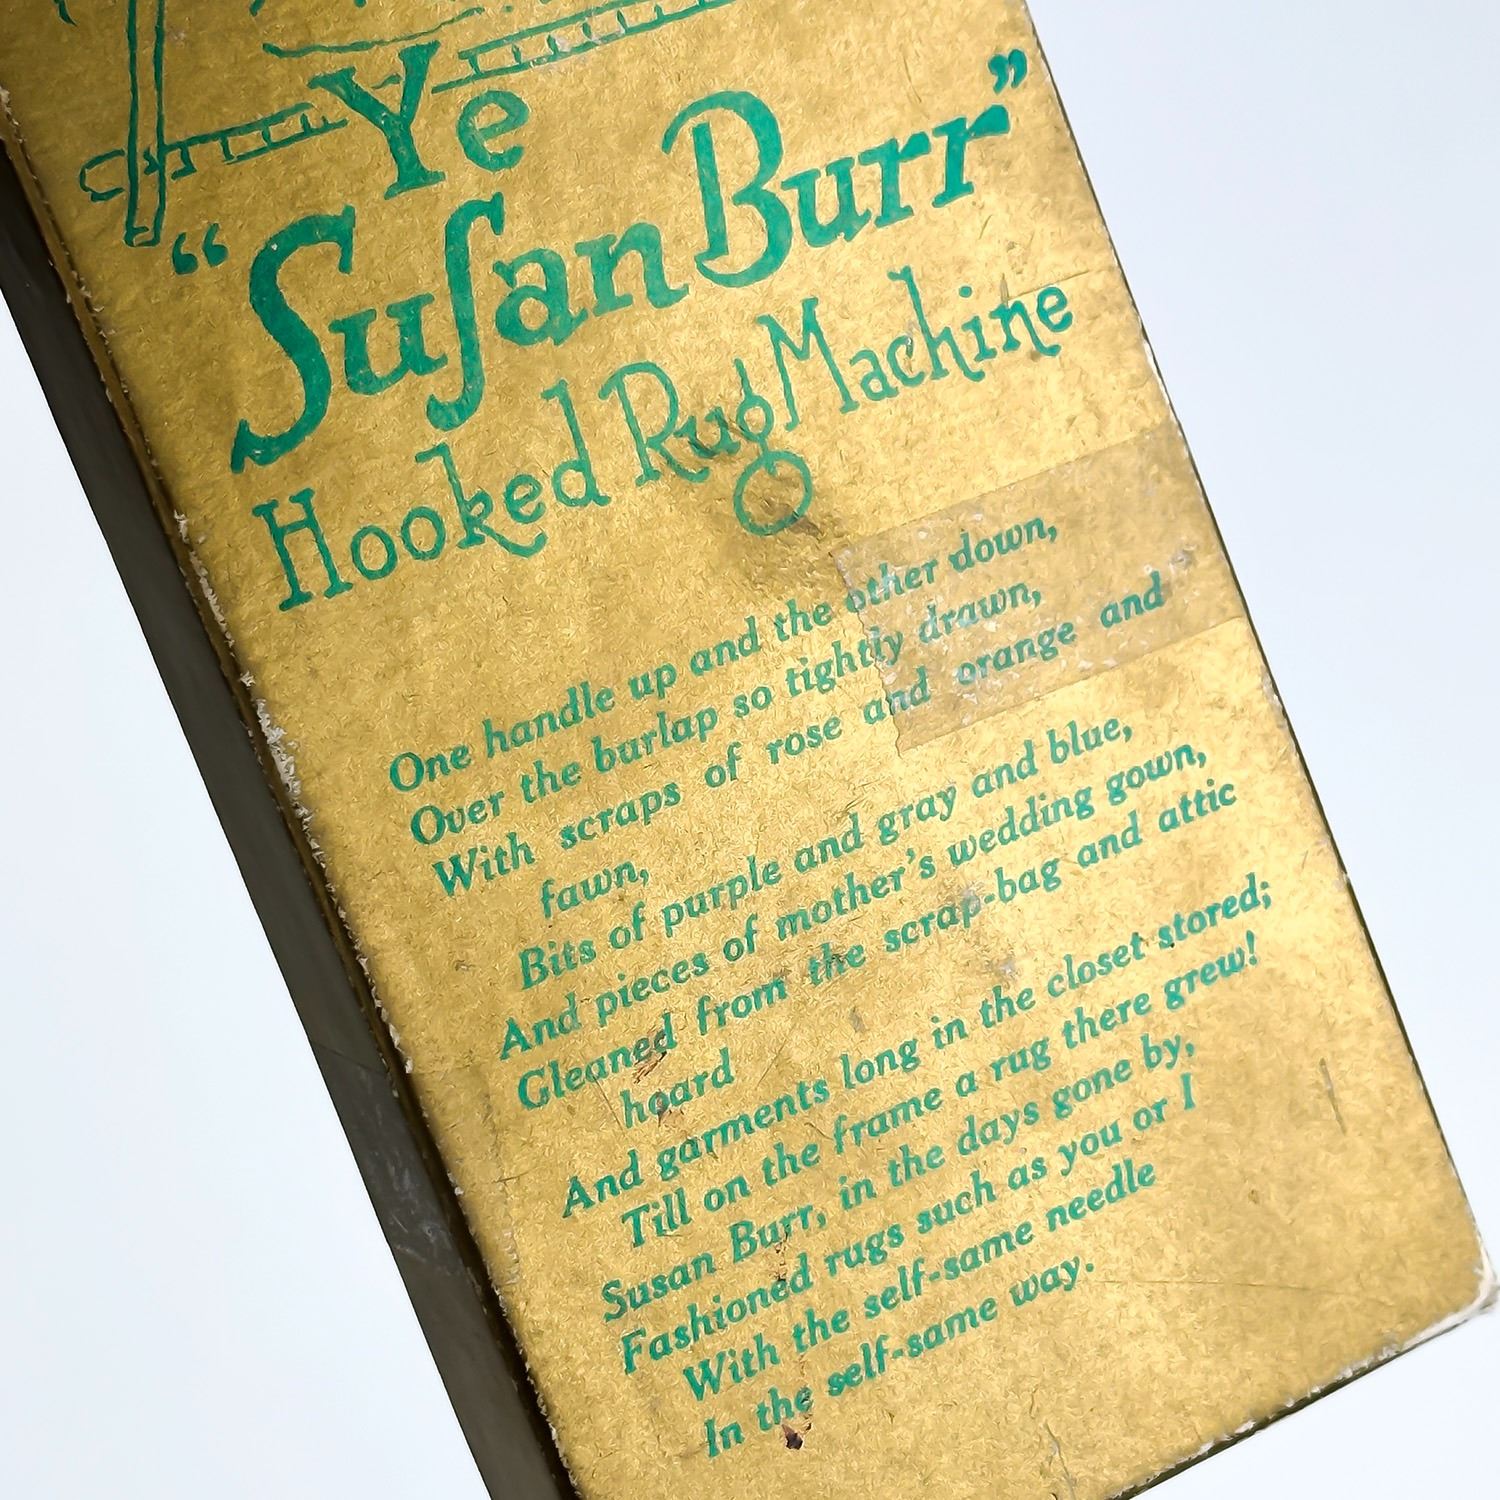 Ye
“Suſan Burr”
Hooked Rug Machine
One handle up and the other down,
Over the burlap so tightly drawn,
With scraps of rose and orange and
fawn,
Bits of purple and gray and blue,
And pieces of mother's wedding gown,
Gleaned from the scrap-bag and attic
hoard
And garments long in the closet stored;
Till on the frame a rug there grew!
Susan Burr, in the days gone by,
Fashioned rugs such as you or I
With the self-same needle
In the self-same way.